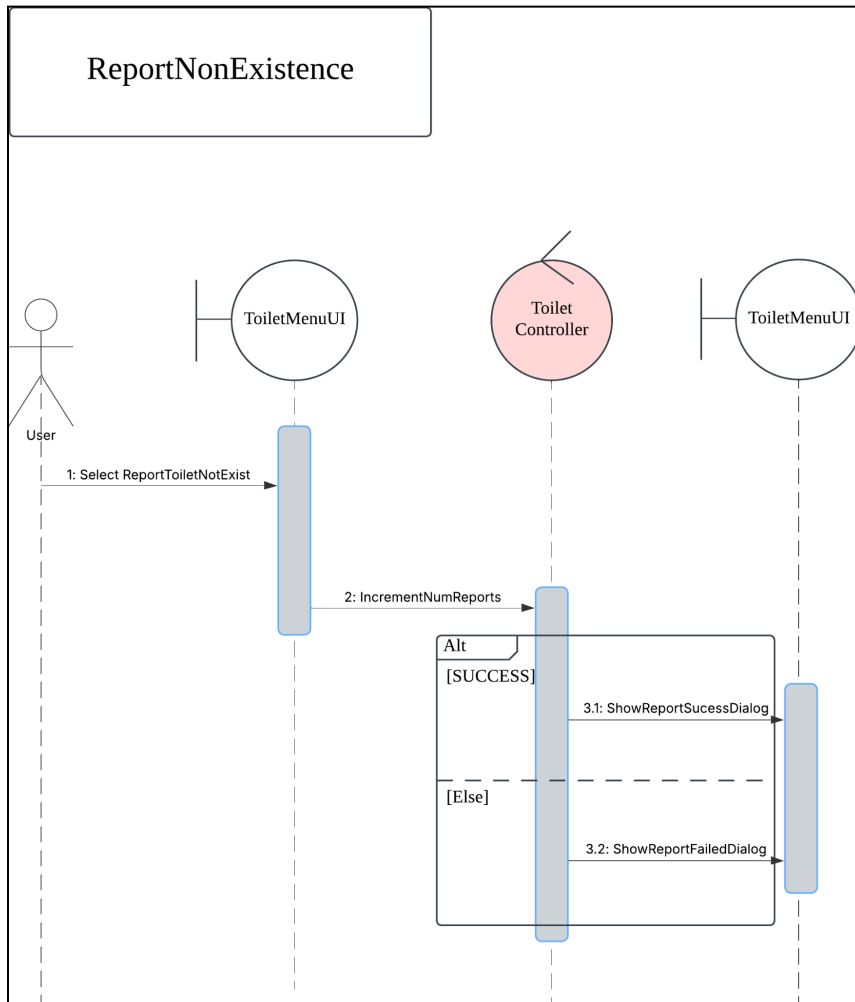 ReportNonExistence
ToiletMenuUI
Toilet
Controller
ToiletMenuUI
User
1: Select ReportToiletNotExist
2: IncrementNumReports
Alt
[SUCCESS]
3.1: ShowReportSucessDialog
[Else]
3.2: ShowReportFailedDialog